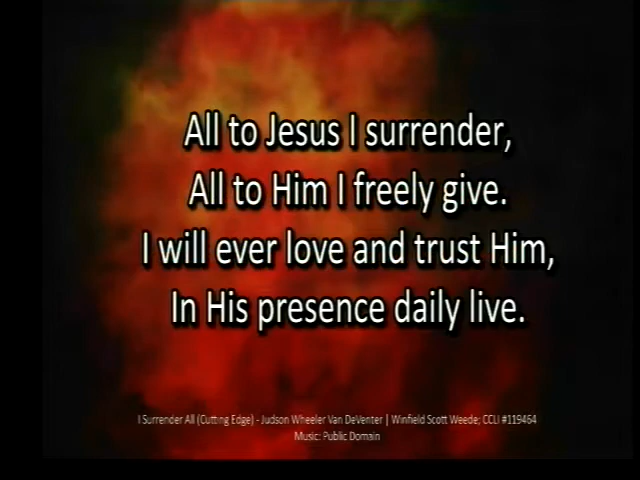 All to Jesus I surrender,
All to Him I freely give.
I will ever love and trust Him,
In His presence daily live.
I Surrender All (Cutting Edge) - Judson Wheeler Van DeVenter | Winfield Scott Weede; CCLI #119464
Music: Public Domain